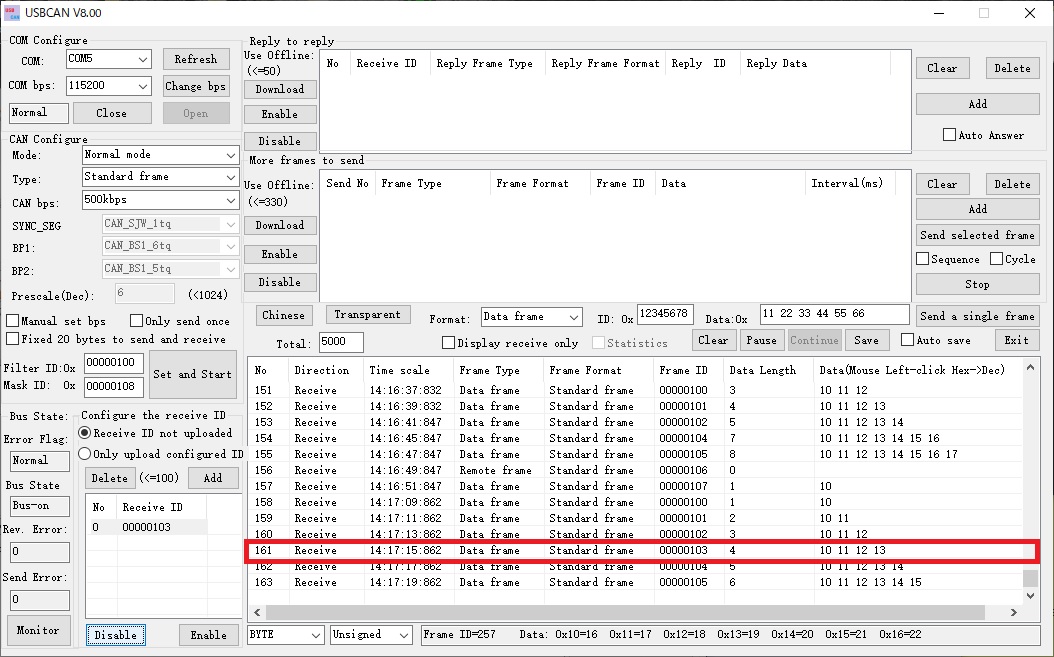 USBCAN V8.00
COM Configure
COM: COM5 Refresh
COM bps: 115200 Change bps
Normal Close Open
CAN Configure
Mode: Normal mode
Type: Standard frame
CAN bps: 500kbps
SYNC_SEG CAN_SJW_1tq
BP1: CAN_BS1_6tq
BP2: CAN_BS1_5tq
Prescale(Dec): 6 (<1024)
Manual set bps Only send once
Fixed 20 bytes to send and receive
Filter ID:0x 00000100
Mask ID: 0x 00000108
Set and Start
Bus State:
Error Flag:
Normal
Bus State
Bus-on
Rev. Error:
0
Send Error:
0
Monitor
Configure the receive ID
Receive ID not uploaded
Only upload configured ID
Delete (<=100) Add
No Receive ID
0 00000103
Disable Enable
Reply to reply
Use Offline:
(<=50)
Download
Enable
Disable
No Receive ID Reply Frame Type Reply Frame Format Reply ID Reply Data
Clear Delete
Add
Auto Answer
More frames to send
Use Offline:
(<=330)
Download
Enable
Disable
Send No Frame Type Frame Format Frame ID Data Interval(ms)
Clear Delete
Add
Send selected frame
Sequence Cycle
Stop
Chinese Transparent Format: Data frame ID: 0x 12345678 Data:0x 11 22 33 44 55 66 Send a single frame
Total: 5000 Display receive only Statistics Clear Pause Continue Save Auto save Exit
No Direction Time scale Frame Type Frame Format Frame ID Data Length Data(Mouse Left-click Hex->Dec)
151 Receive 14:16:37:832 Data frame Standard frame 00000100 3 10 11 12
152 Receive 14:16:39:832 Data frame Standard frame 00000101 4 10 11 12 13
153 Receive 14:16:41:847 Data frame Standard frame 00000102 5 10 11 12 13 14
154 Receive 14:16:45:847 Data frame Standard frame 00000104 7 10 11 12 13 14 15 16
155 Receive 14:16:47:847 Data frame Standard frame 00000105 8 10 11 12 13 14 15 16 17
156 Receive 14:16:49:847 Remote frame Standard frame 00000106 0
157 Receive 14:16:51:847 Data frame Standard frame 00000107 1 10
158 Receive 14:17:09:862 Data frame Standard frame 00000100 1 10
159 Receive 14:17:11:862 Data frame Standard frame 00000101 2 10 11
160 Receive 14:17:13:862 Data frame Standard frame 00000102 3 10 11 12
161 Receive 14:17:15:862 Data frame Standard frame 00000103 4 10 11 12 13
162 Receive 14:17:17:862 Data frame Standard frame 00000104 5 10 11 12 13 14
163 Receive 14:17:19:862 Data frame Standard frame 00000105 6 10 11 12 13 14 15
BYTE Unsigned Frame ID=257 Data: 0x10=16 0x11=17 0x12=18 0x13=19 0x14=20 0x15=21 0x16=22